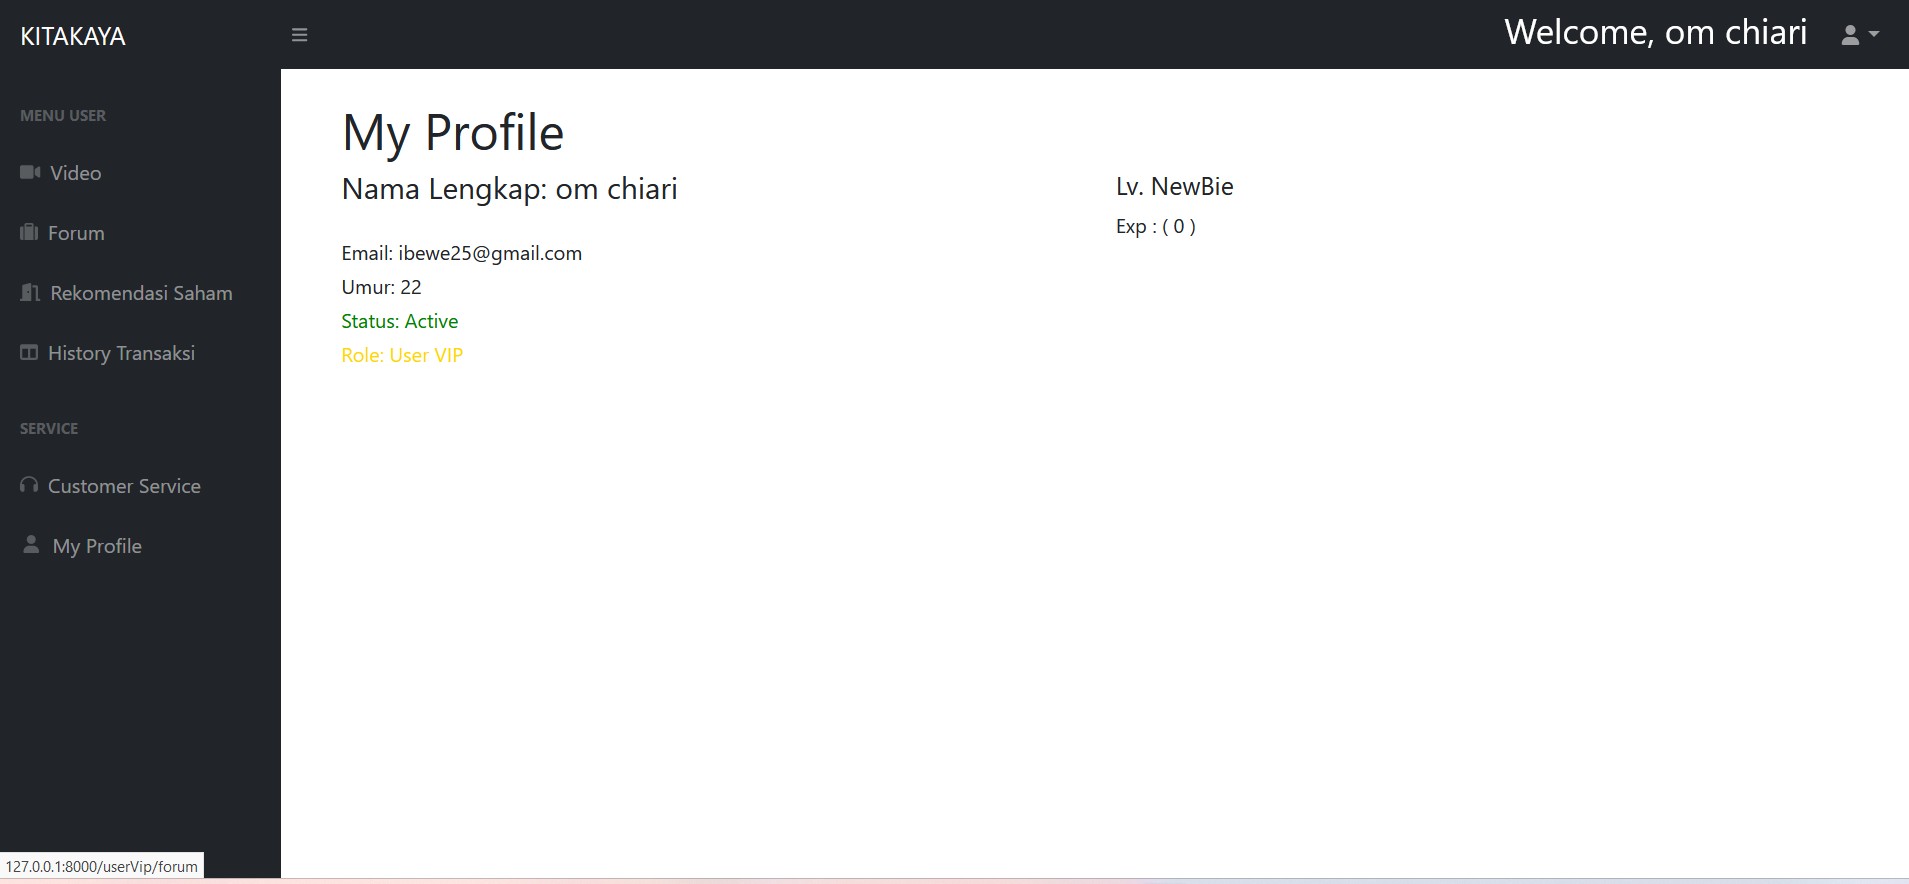 KITAKAYA
Welcome, om chiari
MENU USER
Video
Forum
Rekomendasi Saham
History Transaksi
SERVICE
Customer Service
My Profile
My Profile
Nama Lengkap: om chiari
Email: ibewe25@gmail.com
Umur: 22
Status: Active
Role: User VIP
Lv. NewBie
Exp : ( 0 )
127.0.0.1:8000/userVip/forum